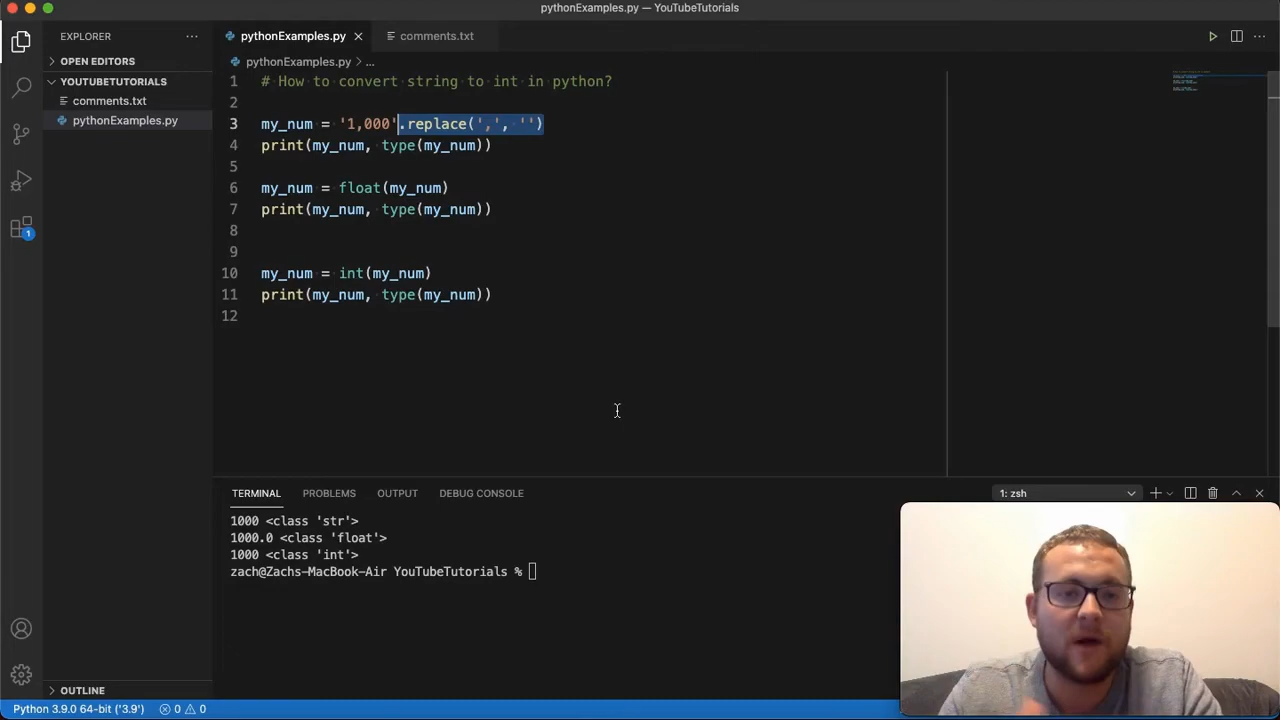 pythonExamples.py — YouTubeTutorials
EXPLORER ...
pythonExamples.py
comments.txt
OPEN EDITORS
pythonExamples.py > ...
YOUTUBETUTORIALS
comments.txt
pythonExamples.py
1 # How to convert string to int in python?
2
3 my_num = '1,000'.replace(',', '')
4 print(my_num, type(my_num))
5
6 my_num = float(my_num)
7 print(my_num, type(my_num))
8
9
10 my_num = int(my_num)
11 print(my_num, type(my_num))
12
1
TERMINAL PROBLEMS OUTPUT DEBUG CONSOLE 1: zsh
1000 <class 'str'>
1000.0 <class 'float'>
1000 <class 'int'>
zach@Zachs-MacBook-Air YouTubeTutorials %
OUTLINE
Python 3.9.0 64-bit ('3.9') 0 0